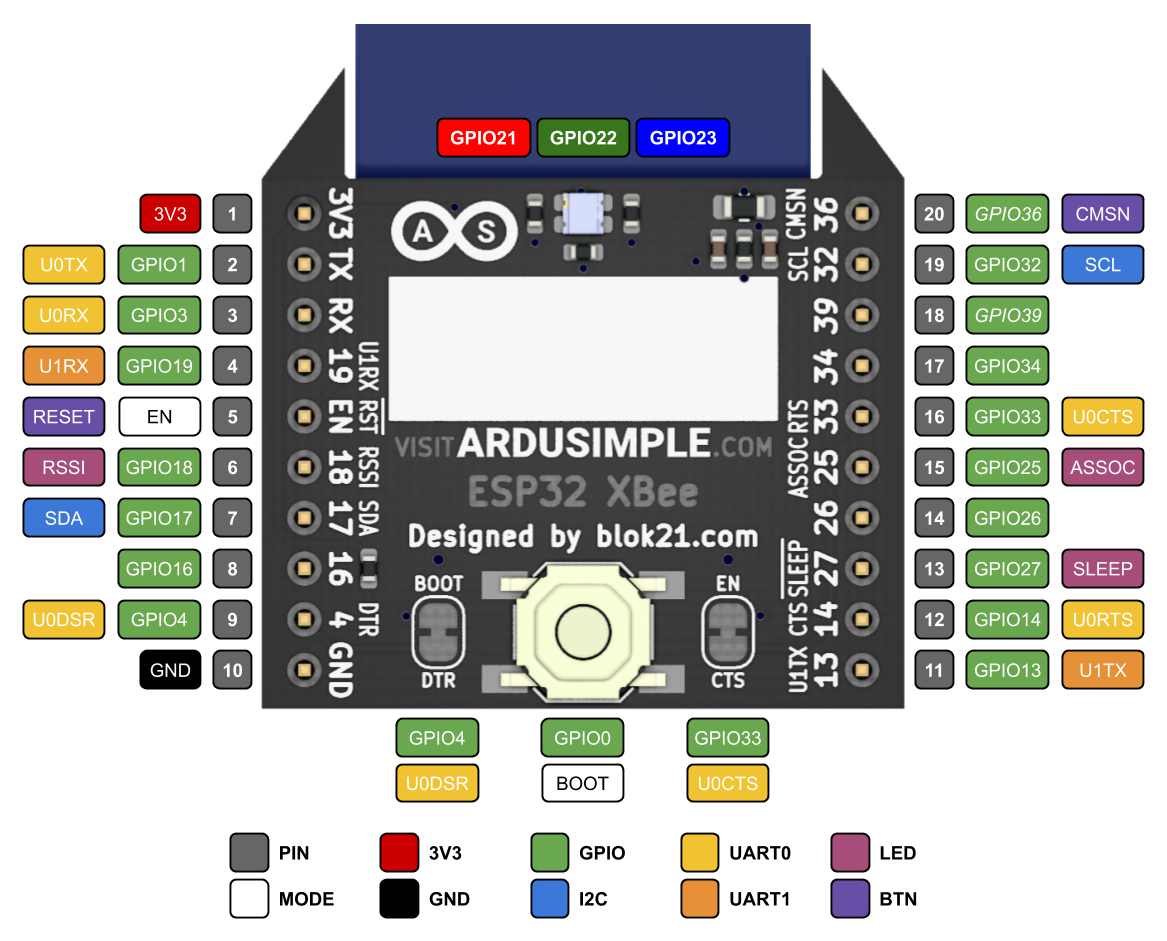 GPIO21 GPIO22 GPIO23
3V3 1 3V3 CMSN 36 20 GPIO36 CMSN
A S
U0TX GPIO1 2 TX SCL 32 19 GPIO32 SCL
U0RX GPIO3 3 RX 39 18 GPIO39
U1RX GPIO19 4 19 U1RX 34 17 GPIO34
RESET EN 5 EN RST RTS 33 16 GPIO33 U0CTS
VISIT ARDUSIMPLE.COM
RSSI GPIO18 6 18 RSSI ASSOC 25 15 GPIO25 ASSOC
ESP32 XBee
SDA GPIO17 7 17 SDA 26 14 GPIO26
Designed by blok21.com
GPIO16 8 16 SLEEP 27 13 GPIO27 SLEEP
BOOT EN
U0DSR GPIO4 9 4 DTR CTS 14 12 GPIO14 U0RTS
GND 10 GND U1TX 13 11 GPIO13 U1TX
DTR CTS
GPIO4 GPIO0 GPIO33
U0DSR BOOT U0CTS
PIN 3V3 GPIO UART0 LED
MODE GND I2C UART1 BTN